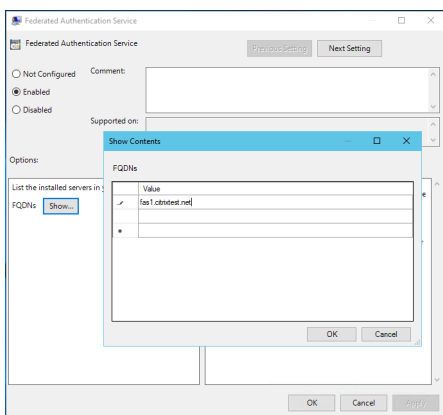 Federated Authentication Service
Federated Authentication Service
Previous Setting
Next Setting
Not Configured
Comment:
Enabled
Disabled
Supported on:
Show Contents
Options:
FQDNs
List the installed servers in
Value
FQDNs
Show...
fas1.citrixtest.net
OK
Cancel
OK
Cancel
Apply